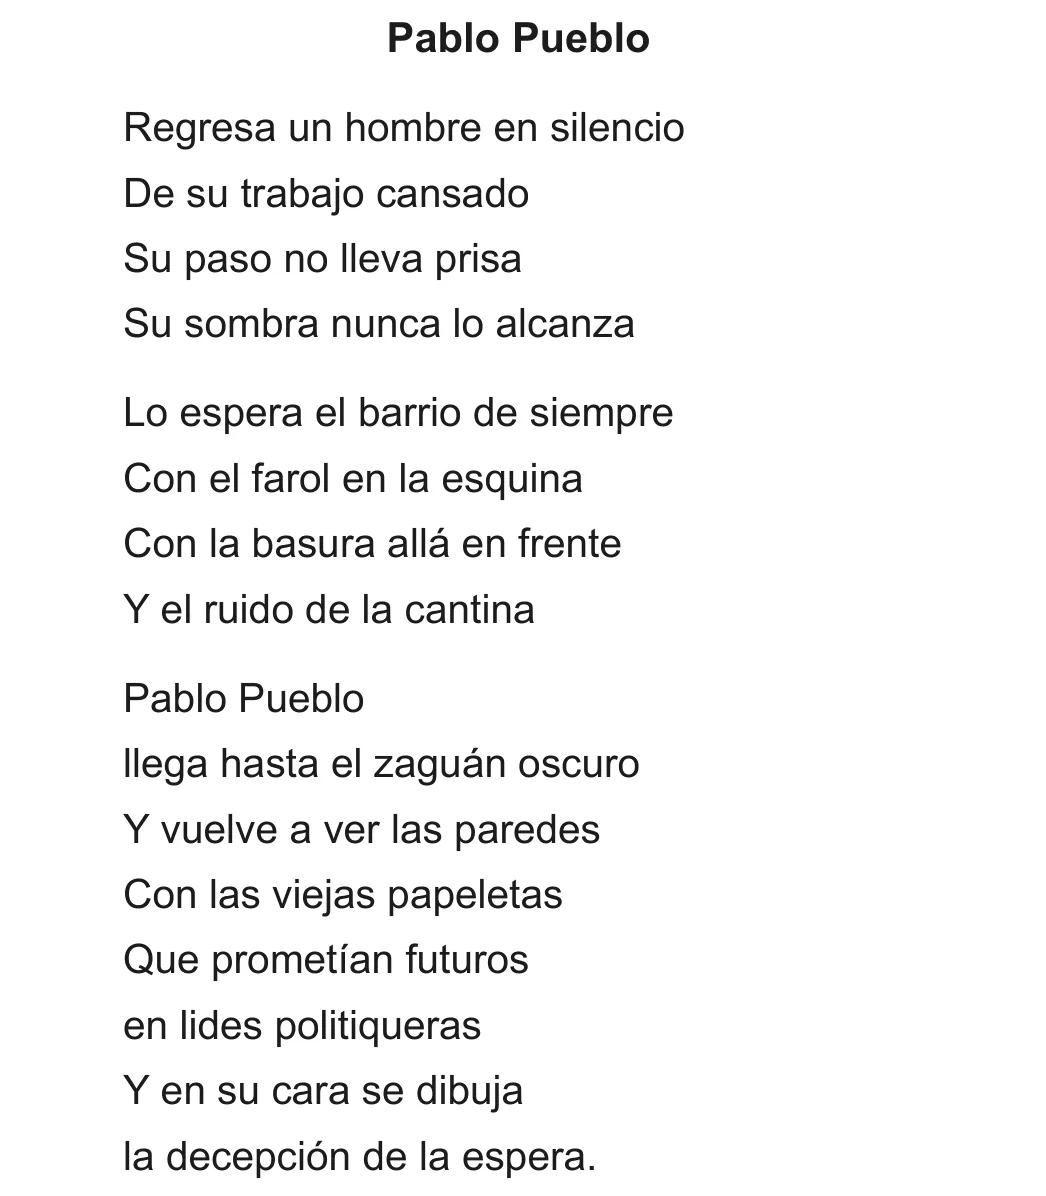 Pablo Pueblo
Regresa un hombre en silencio
De su trabajo cansado
Su paso no lleva prisa
Su sombra nunca lo alcanza
Lo espera el barrio de siempre
Con el farol en la esquina
Con la basura allá en frente
Y el ruido de la cantina
Pablo Pueblo
llega hasta el zaguán oscuro
Y vuelve a ver las paredes
Con las viejas papeletas
Que prometían futuros
en lides politiqueras
Y en su cara se dibuja
la decepción de la espera.